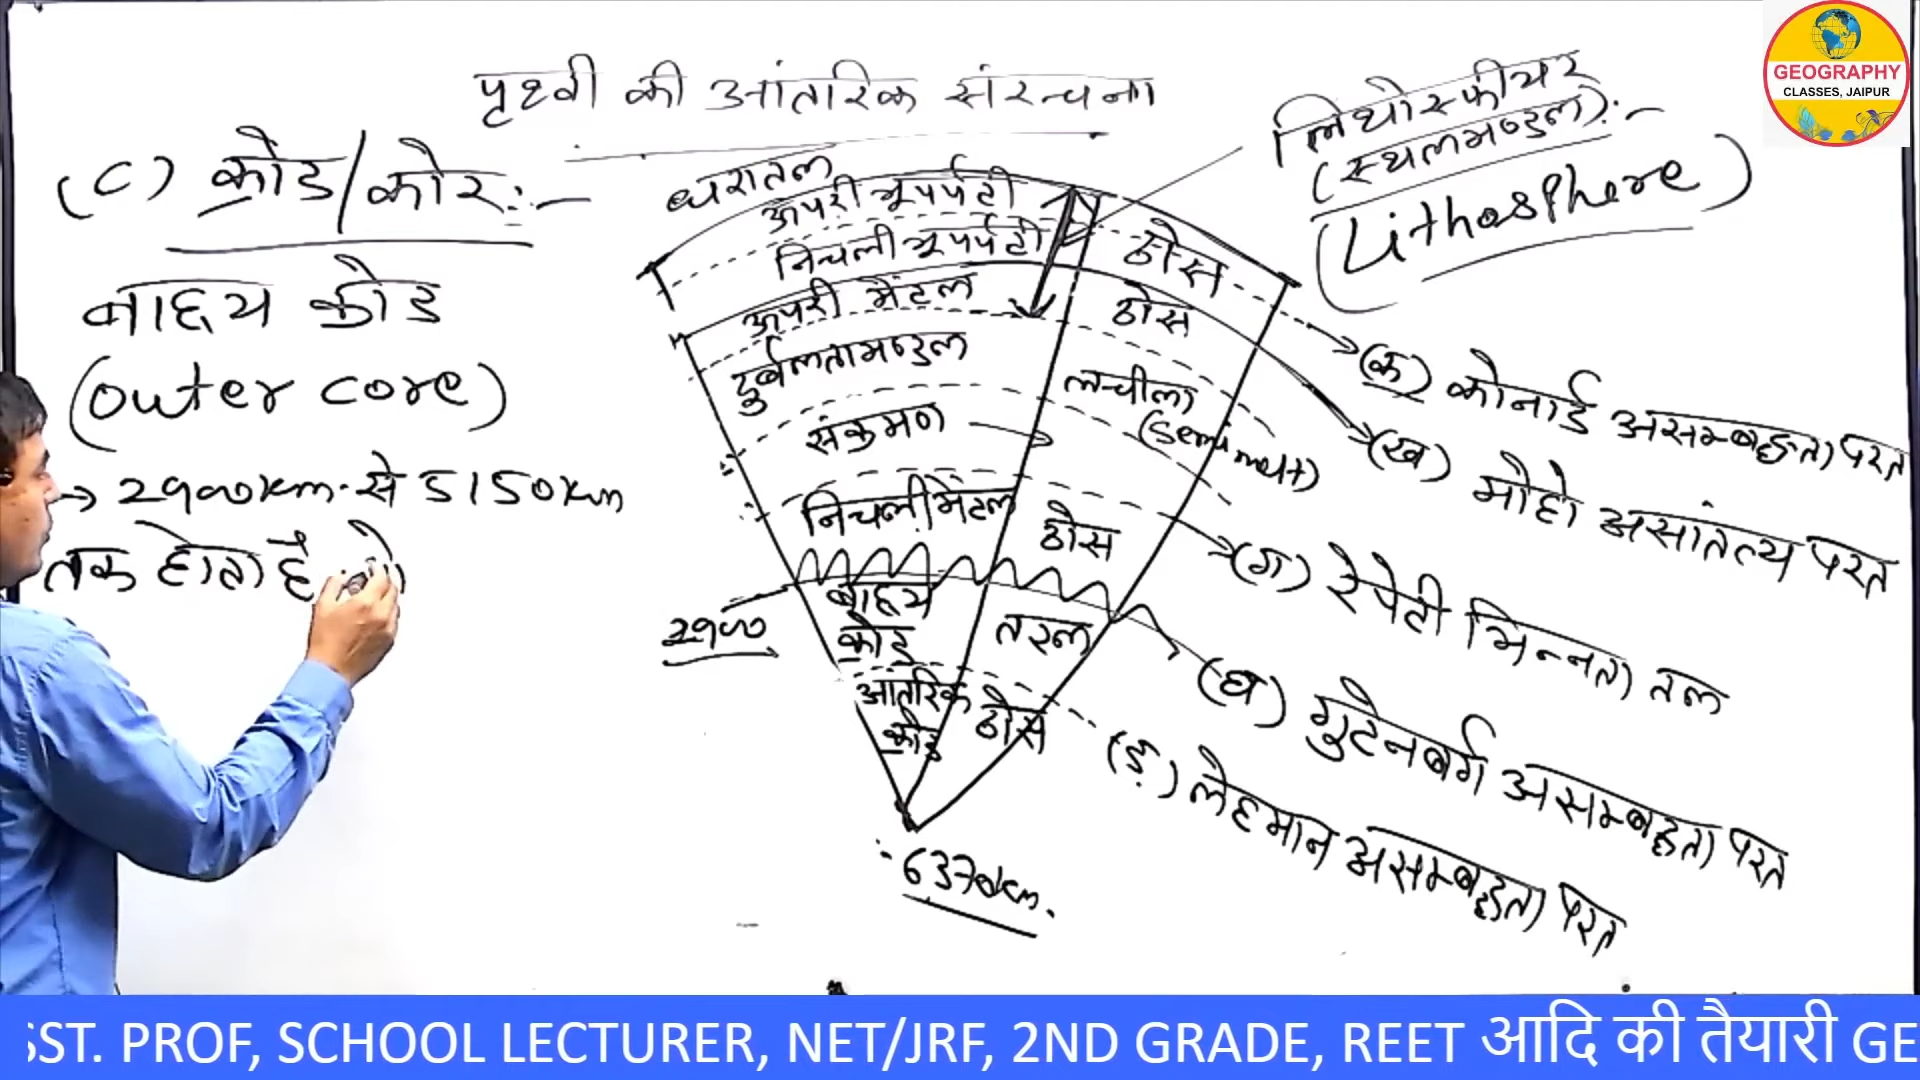 पृथ्वी की आंतरिक संरचना
(C) क्रोड/कोर:-
बाह्य क्रोड
(outer core)
→ 2900km. से 5150km
तक होता है।
धरातल
ऊपरी भूपर्पटी
निचली भूपर्पटी
ऊपरी मेंटल
दुर्बलतामण्डल
संक्रमण
निचली मेंटल
बाह्य
क्रोड
आंतरिक
क्रोड
ठोस
ठोस
लचीला
(Semi melt)
ठोस
तरल
ठोस
2900
6370km.
लिथोस्फीयर
(स्थलमण्डल):-
(Lithosphere)
(क) कोनार्ड असम्बद्धता परत
(ख) मोहो असांतत्य परत
(ग) रेपेटी भिन्नता तल
(घ) गुटेनबर्ग असम्बद्धता परत
(ड़) लेहमान असम्बद्धता परत
GEOGRAPHY
CLASSES, JAIPUR
SST. PROF, SCHOOL LECTURER, NET/JRF, 2ND GRADE, REET आदि की तैयारी GE